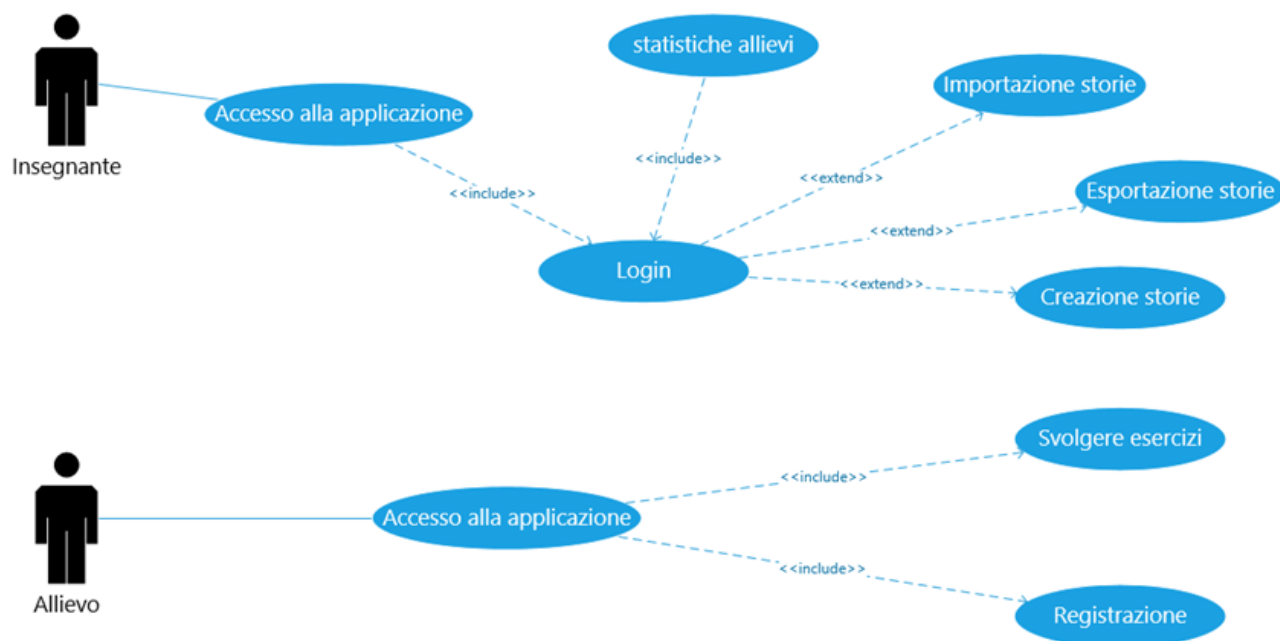 statistiche allievi
Importazione storie
Accesso alla applicazione
Insegnante
<<include>>
<<extend>>
Esportazione storie
<<include>>
<<extend>>
Login
<<extend>>
Creazione storie
Svolgere esercizi
<<include>>
Accesso alla applicazione
<<include>>
Allievo
Registrazione